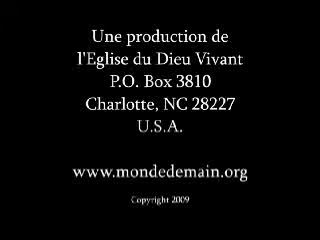 Une production de
l'Eglise du Dieu Vivant
P.O. Box 3810
Charlotte, NC 28227
U.S.A.
www.mondedemain.org
Copyright 2009